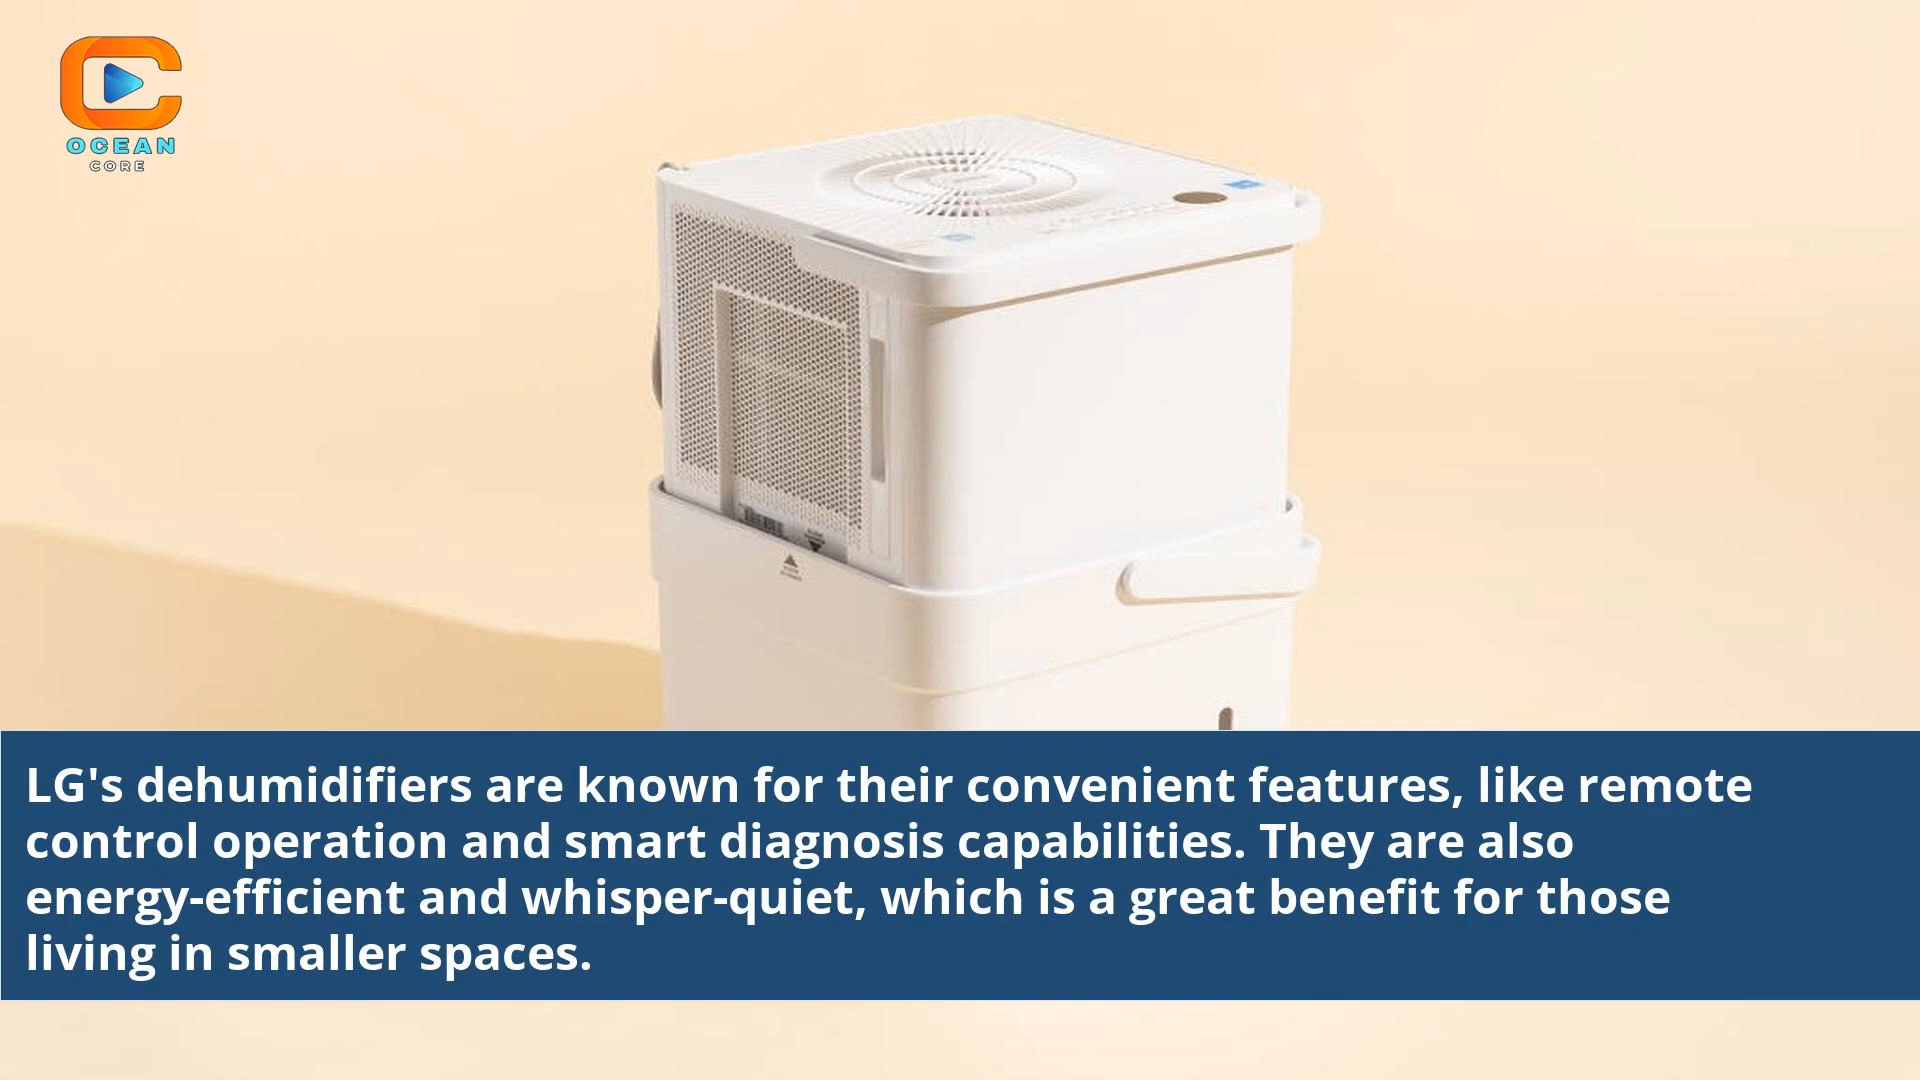 OCEAN
CORE
LG's dehumidifiers are known for their convenient features, like remote
control operation and smart diagnosis capabilities. They are also
energy-efficient and whisper-quiet, which is a great benefit for those
living in smaller spaces.